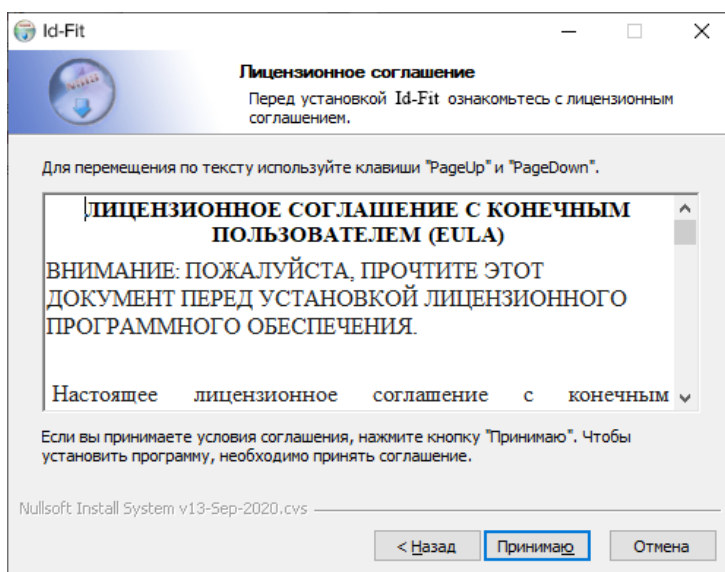 Id-Fit
Лицензионное соглашение
Перед установкой Id-Fit ознакомьтесь с лицензионным
соглашением.
Для перемещения по тексту используйте клавиши "PageUp" и "PageDown".
ЛИЦЕНЗИОННОЕ СОГЛАШЕНИЕ С КОНЕЧНЫМ
ПОЛЬЗОВАТЕЛЕМ (EULA)
ВНИМАНИЕ: ПОЖАЛУЙСТА, ПРОЧТИТЕ ЭТОТ
ДОКУМЕНТ ПЕРЕД УСТАНОВКОЙ ЛИЦЕНЗИОННОГО
ПРОГРАММНОГО ОБЕСПЕЧЕНИЯ.
Настоящее лицензионное соглашение с конечным
Если вы принимаете условия соглашения, нажмите кнопку "Принимаю". Чтобы
установить программу, необходимо принять соглашение.
Nullsoft Install System v13-Sep-2020.cvs
< Назад Принимаю Отмена